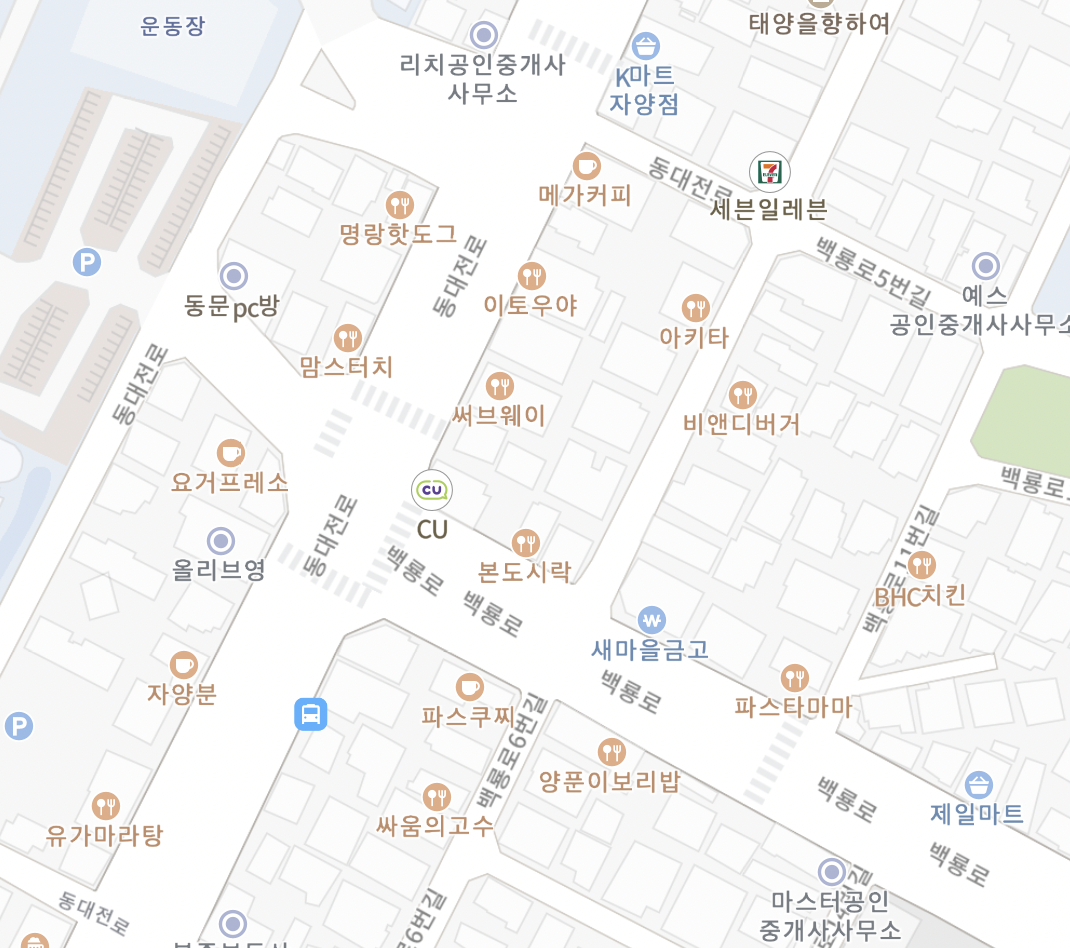 운동장
태양을향하여
리치공인중개사
사무소
K마트
자양점
메가커피
동대전로
세븐일레븐
명랑핫도그
동대전로
백룡로5번길
예스
공인중개사사무소
동문pc방
이토우야
아키타
맘스터치
동대전로
써브웨이
비앤디버거
요거프레소
CU
CU
백룡로
동대전로
백룡로
올리브영
본도시락
백룡로
백룡로11번길
BHC치킨
새마을금고
자양분
백룡로
파스쿠찌
파스타마마
백룡로6번길
양푼이보리밥
유가마라탕
싸움의고수
백룡로
제일마트
백룡로
마스터공인
중개사사무소
동대전로
P
P
7
ELEVEN